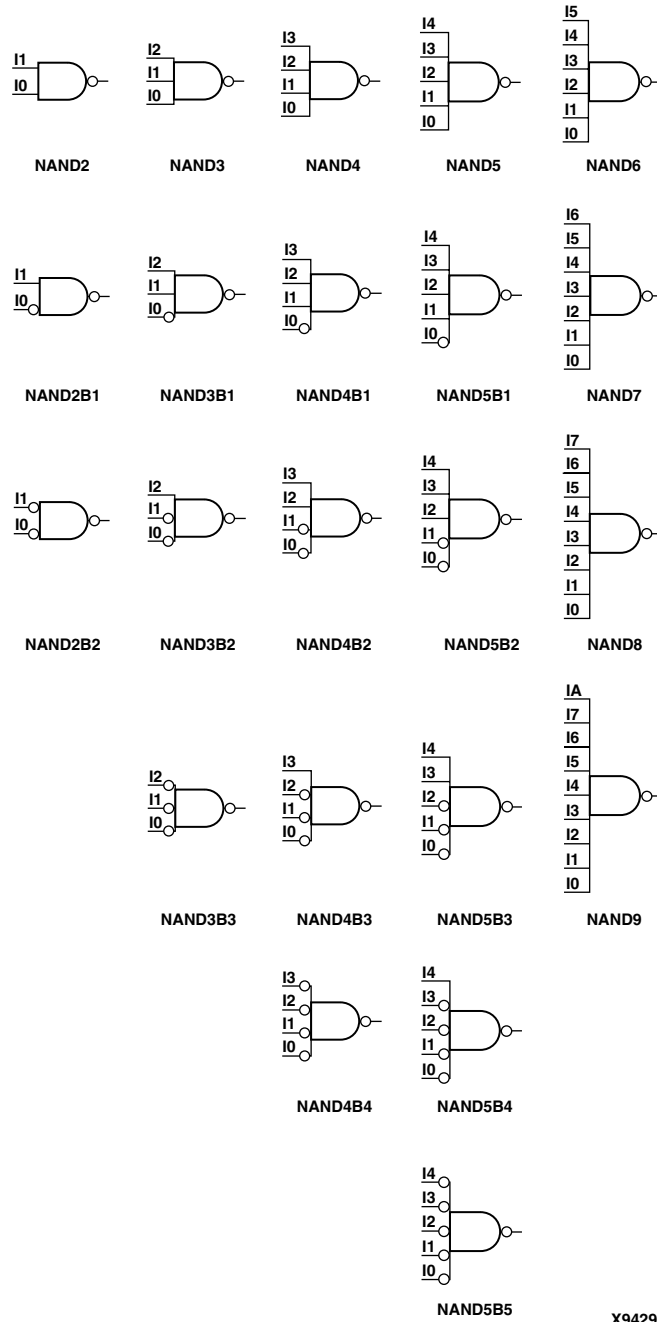 I1
I0
NAND2
I2
I1
I0
NAND3
I3
I2
I1
I0
NAND4
I4
I3
I2
I1
I0
NAND5
I5
I4
I3
I2
I1
I0
NAND6
I1
I0
NAND2B1
I2
I1
I0
NAND3B1
I3
I2
I1
I0
NAND4B1
I4
I3
I2
I1
I0
NAND5B1
I6
I5
I4
I3
I2
I1
I0
NAND7
I1
I0
NAND2B2
I2
I1
I0
NAND3B2
I3
I2
I1
I0
NAND4B2
I4
I3
I2
I1
I0
NAND5B2
I7
I6
I5
I4
I3
I2
I1
I0
NAND8
I2
I1
I0
NAND3B3
I3
I2
I1
I0
NAND4B3
I4
I3
I2
I1
I0
NAND5B3
IA
I7
I6
I5
I4
I3
I2
I1
I0
NAND9
I3
I2
I1
I0
NAND4B4
I4
I3
I2
I1
I0
NAND5B4
I4
I3
I2
I1
I0
NAND5B5
X9429